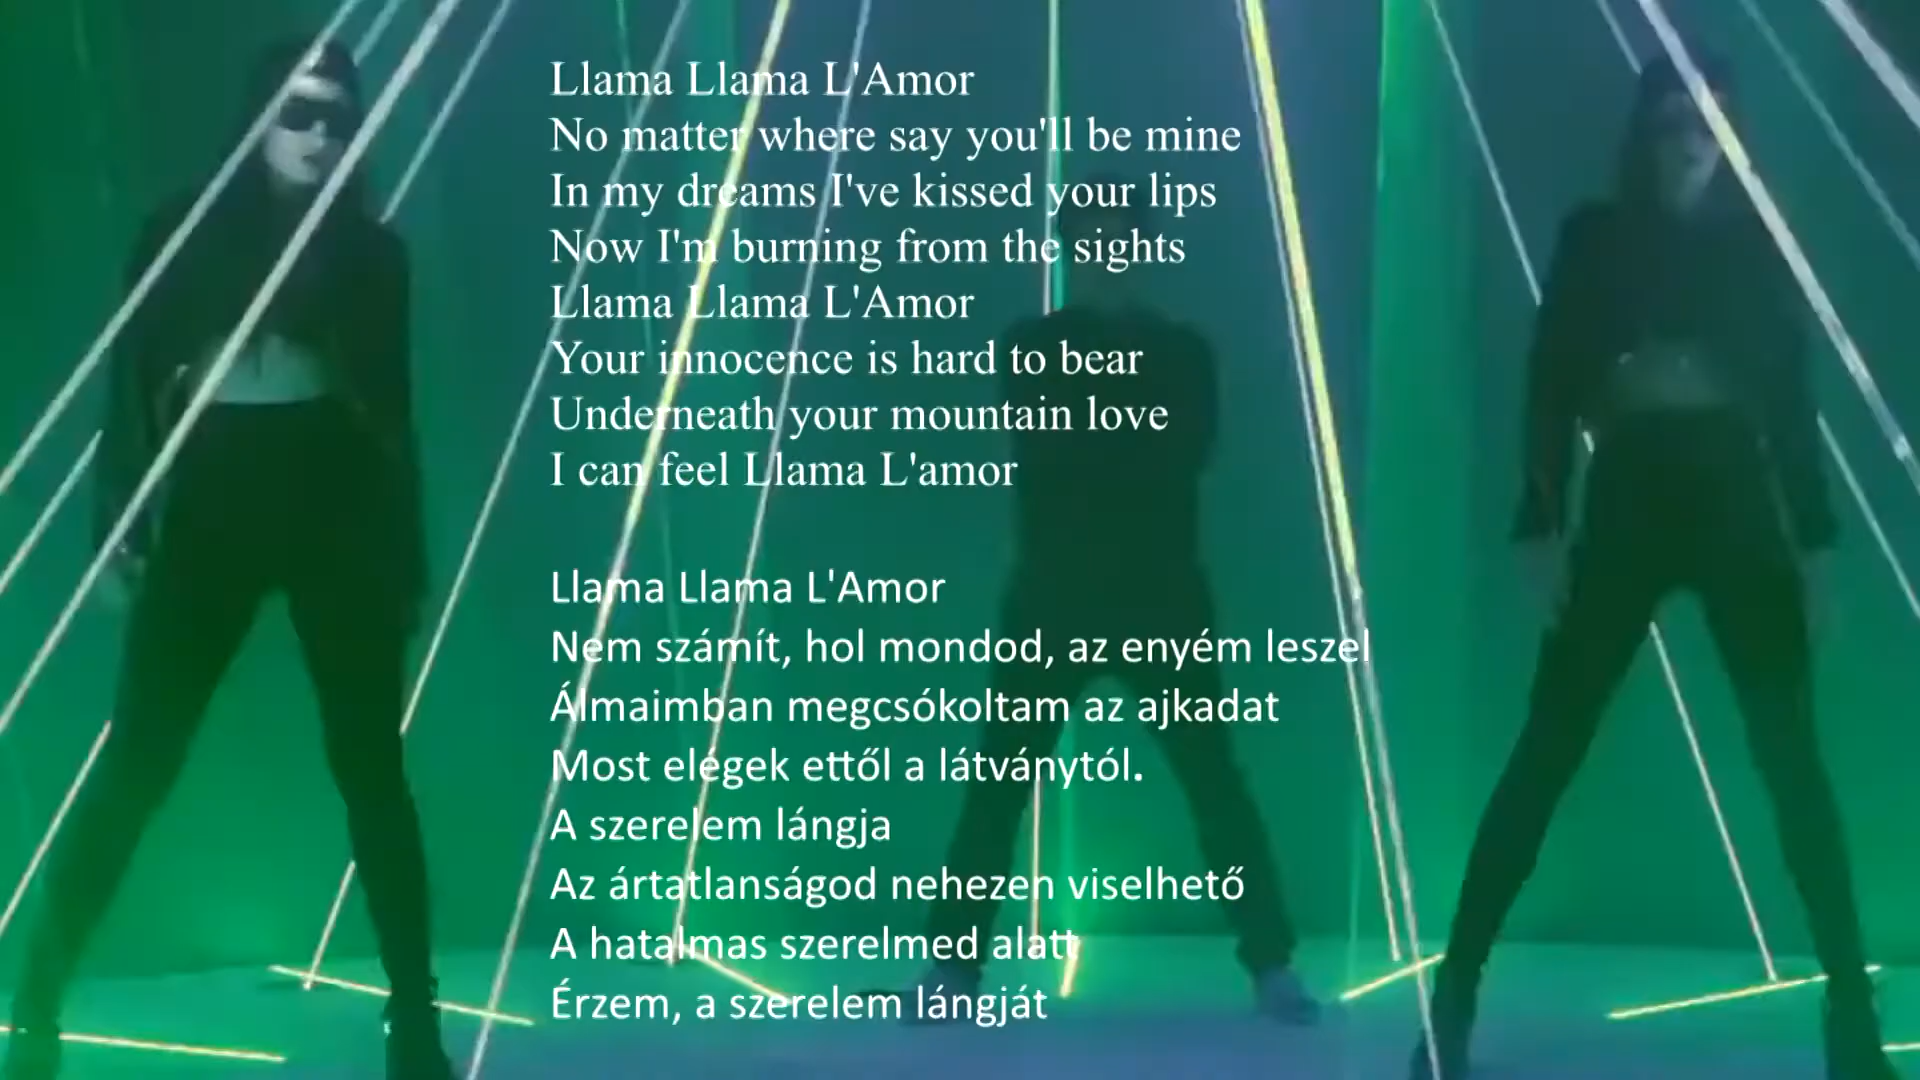 Llama Llama L'Amor
No matter where say you'll be mine
In my dreams I've kissed your lips
Now I'm burning from the sights
Llama Llama L'Amor
Your innocence is hard to bear
Underneath your mountain love
I can feel Llama L'amor
Llama Llama L'Amor
Nem számít, hol mondod, az enyém leszel
Álmaimban megcsókoltam az ajkadat
Most elégek ettől a látványtól.
A szerelem lángja
Az ártatlanságod nehezen viselhető
A hatalmas szerelmed alatt
Érzem, a szerelem lángját